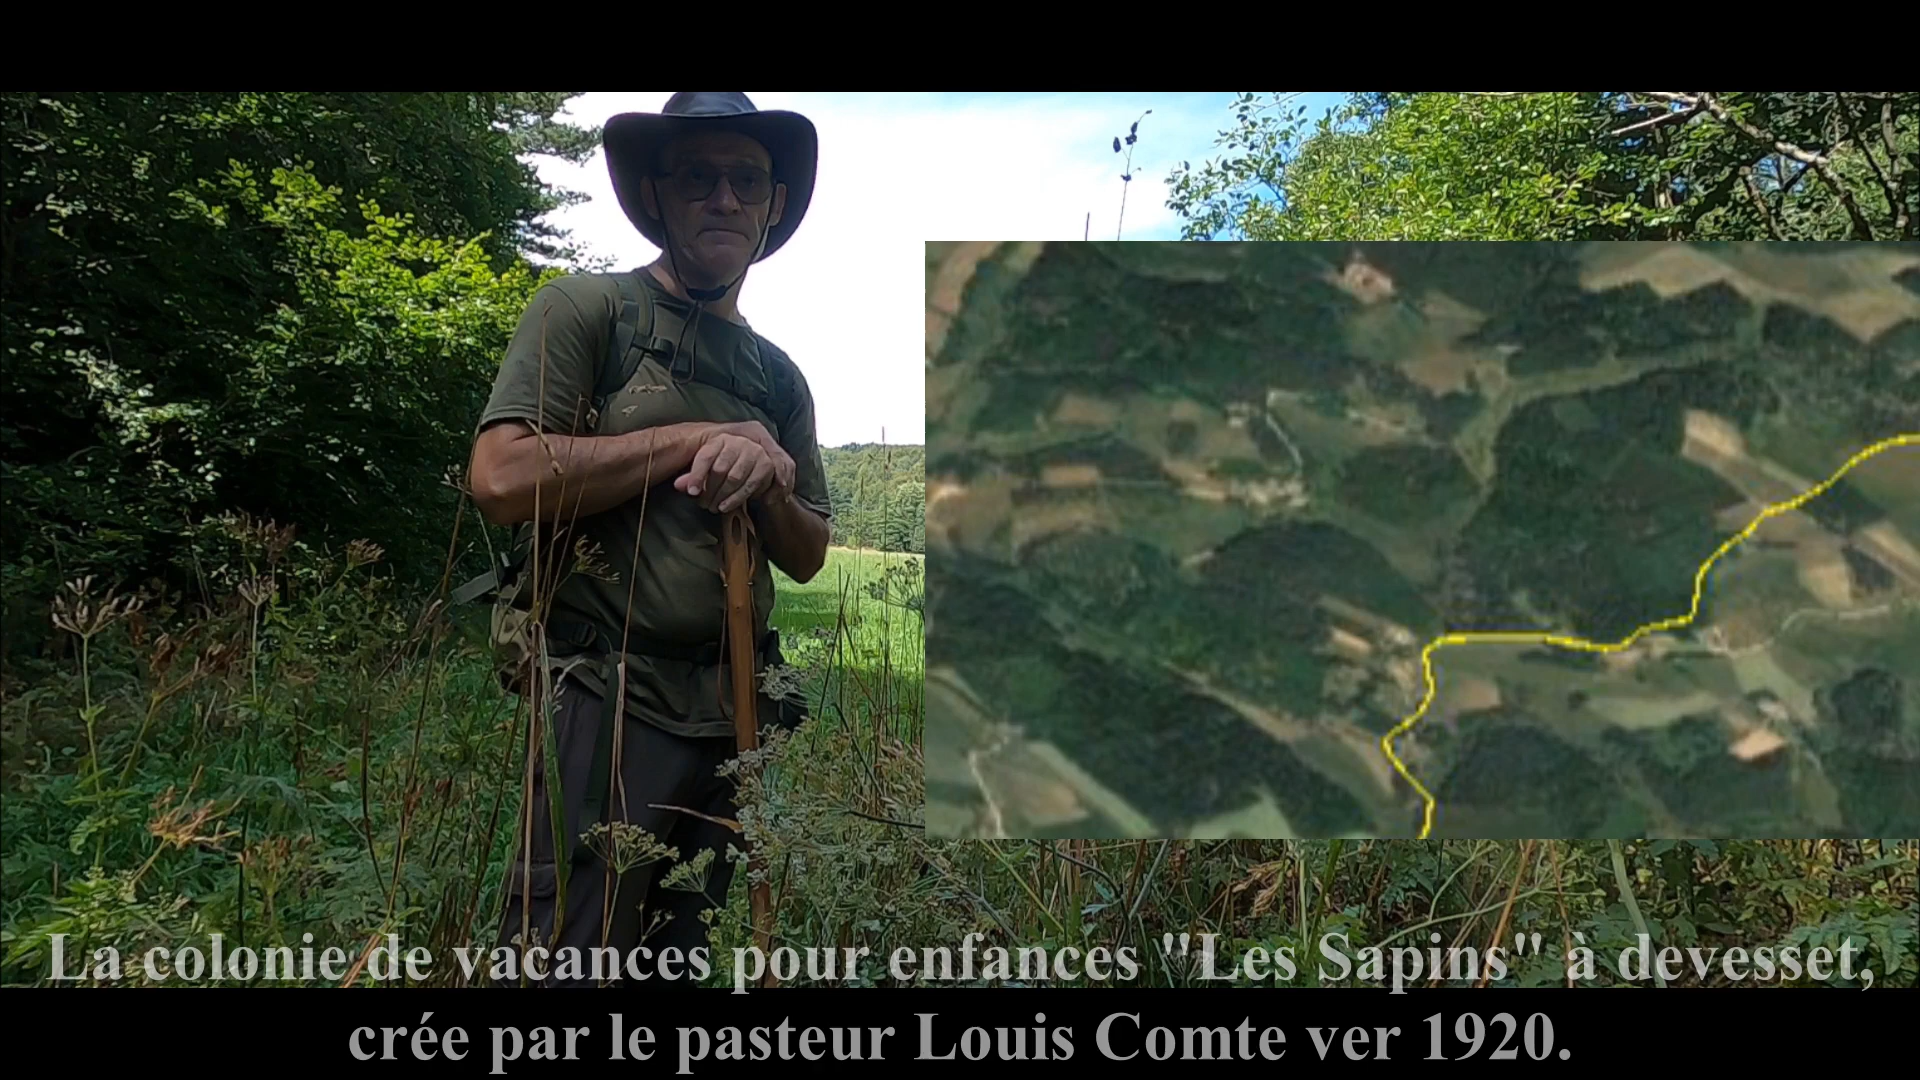 La colonie de vacances pour enfances "Les Sapins" à devesset,
crée par le pasteur Louis Comte ver 1920.